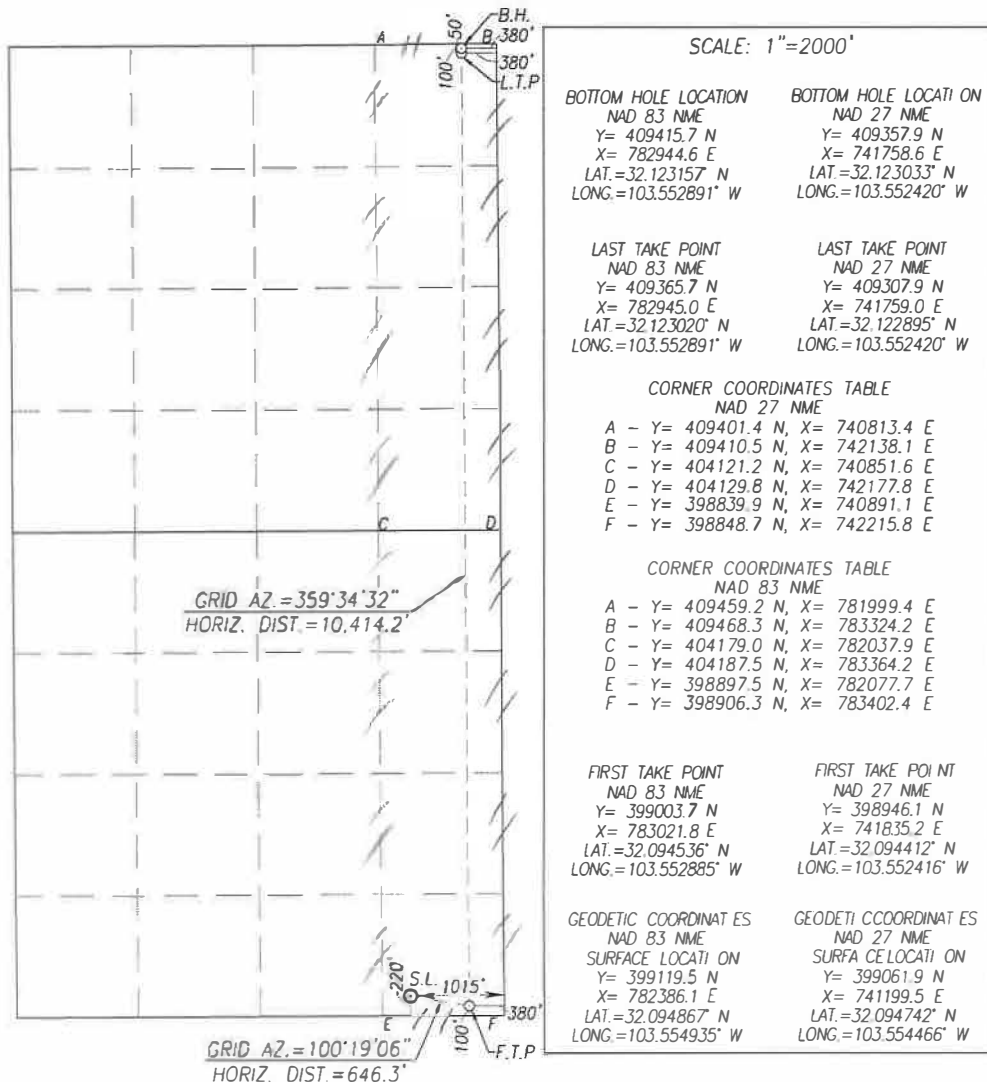 B.H.
50'
A
B
380'
380'
100'
L.T.P
C
D
GRID AZ.=359°34'32"
HORIZ. DIST.=10,414.2'
220'
S.L.
1015'
E
F
380'
100'
F.T.P
GRID AZ.=100°19'06"
HORIZ. DIST.=646.3'
SCALE: 1"=2000'
BOTTOM HOLE LOCATION
NAD 83 NME
Y= 409415.7 N
X= 782944.6 E
LAT.=32.123157° N
LONG.=103.552891° W
BOTTOM HOLE LOCATI ON
NAD 27 NME
Y= 409357.9 N
X= 741758.6 E
LAT.=32.123033° N
LONG.=103.552420° W
LAST TAKE POINT
NAD 83 NME
Y= 409365.7 N
X= 782945.0 E
LAT.=32.123020° N
LONG.=103.552891° W
LAST TAKE POINT
NAD 27 NME
Y= 409307.9 N
X= 741759.0 E
LAT.=32.122895° N
LONG.=103.552420° W
CORNER COORDINATES TABLE
NAD 27 NME
A - Y= 409401.4 N, X= 740813.4 E
B - Y= 409410.5 N, X= 742138.1 E
C - Y= 404121.2 N, X= 740851.6 E
D - Y= 404129.8 N, X= 742177.8 E
E - Y= 398839.9 N, X= 740891.1 E
F - Y= 398848.7 N, X= 742215.8 E
CORNER COORDINATES TABLE
NAD 83 NME
A - Y= 409459.2 N, X= 781999.4 E
B - Y= 409468.3 N, X= 783324.2 E
C - Y= 404179.0 N, X= 782037.9 E
D - Y= 404187.5 N, X= 783364.2 E
E - Y= 398897.5 N, X= 782077.7 E
F - Y= 398906.3 N, X= 783402.4 E
FIRST TAKE POINT
NAD 83 NME
Y= 399003.7 N
X= 783021.8 E
LAT.=32.094536° N
LONG.=103.552885° W
FIRST TAKE POI NT
NAD 27 NME
Y= 398946.1 N
X= 741835.2 E
LAT.=32.094412° N
LONG.=103.552416° W
GEODETIC COORDINAT ES
NAD 83 NME
SURFACE LOCATI ON
Y= 399119.5 N
X= 782386.1 E
LAT.=32.094867° N
LONG.=103.554935° W
GEODETI CCOORDINAT ES
NAD 27 NME
SURFA CELOCATI ON
Y= 399061.9 N
X= 741199.5 E
LAT.=32.094742° N
LONG.=103.554466° W